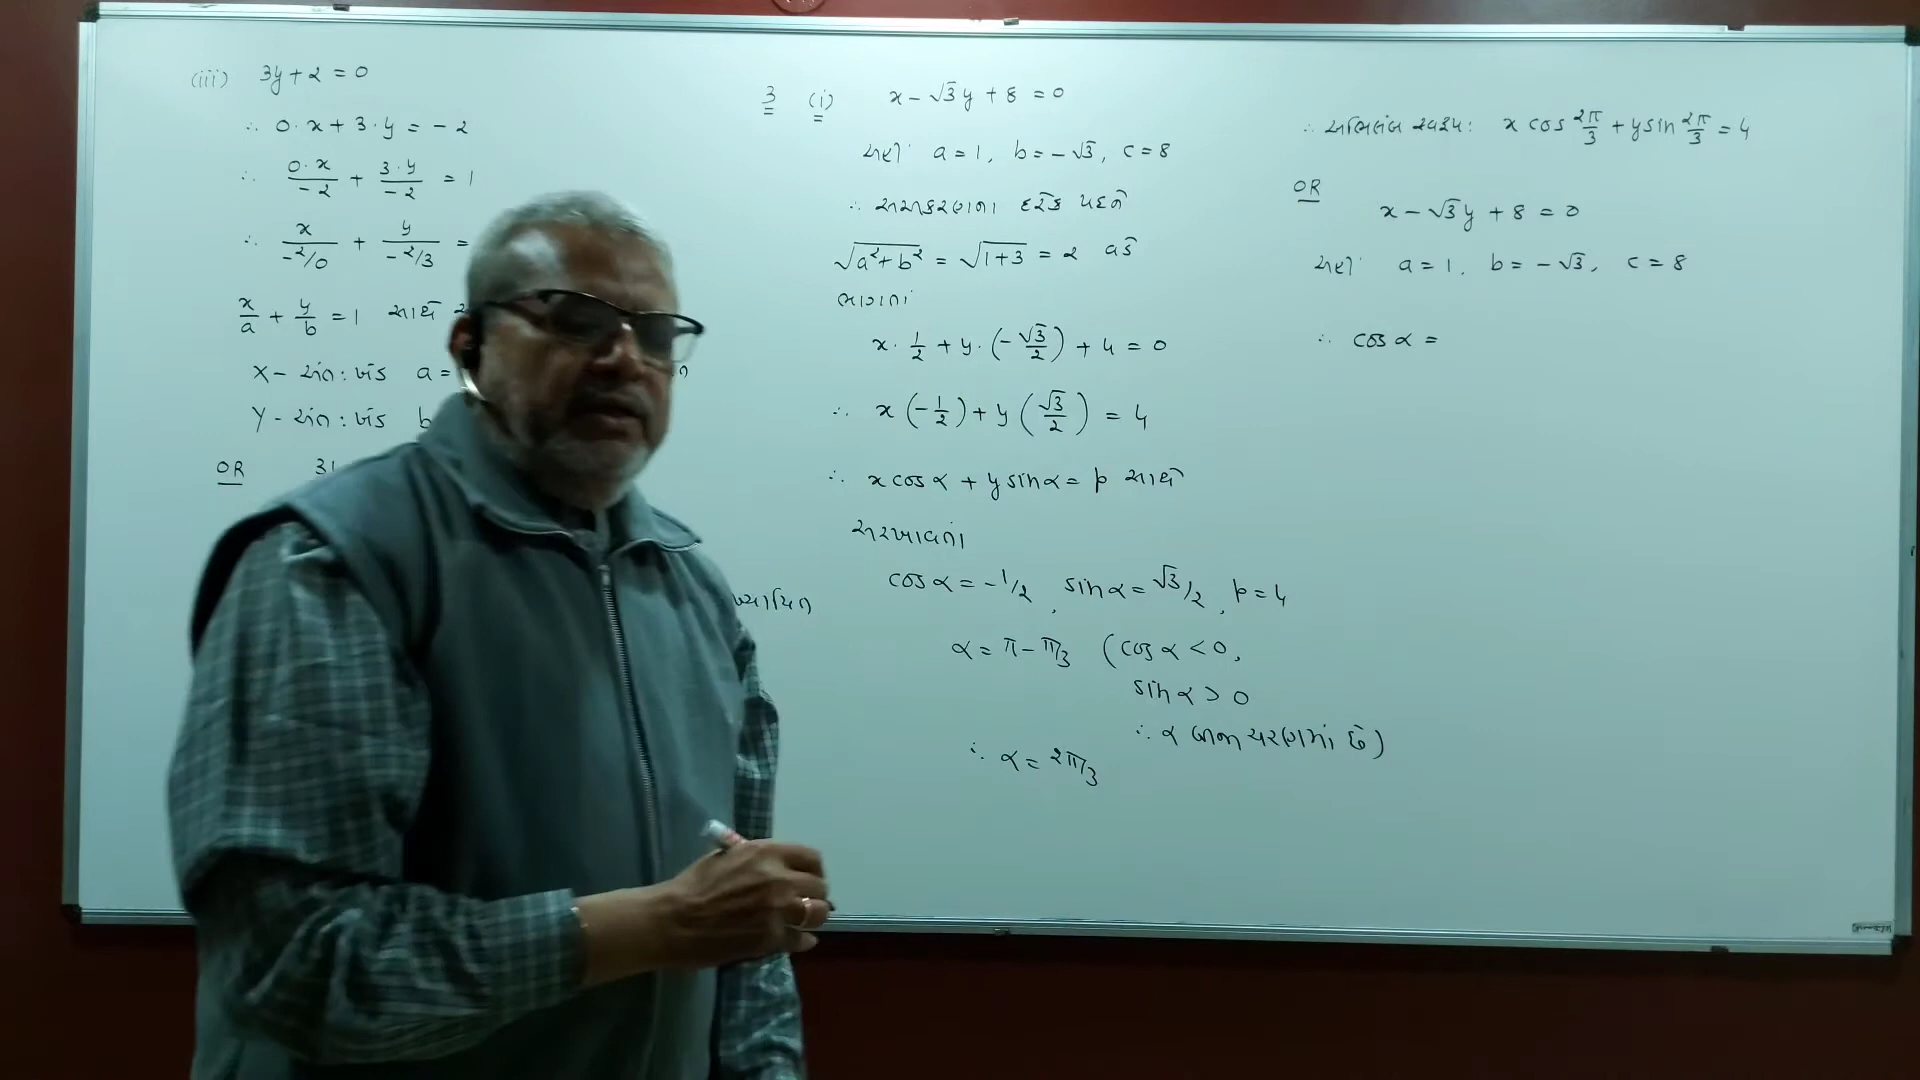 (iii) 3y + 2 = 0
∴ 0·x + 3·y = -2
∴ 0·x/-2 + 3·y/-2 = 1
∴ x/-2/0 + y/-2/3 =
x/a + y/b = 1 સાથે
X - અંત:ખંડ a =
Y - અંત:ખંડ b
OR
3 (i) x - √3y + 8 = 0
અહીં a = 1, b = -√3, c = 8
∴ સમીકરણના દરેક પદને
√a²+b² = √1+3 = 2 વડે
ભાગતાં
x · 1/2 + y · (-√3/2) + 4 = 0
∴ x(-1/2) + y(√3/2) = 4
∴ x cos α + y sin α = p સાથે
સરખાવતાં
cos α = -1/2, sin α = √3/2, p = 4
α = π - π/3 (cos α < 0,
sin α > 0
∴ α બીજા ચરણમાં છે)
∴ α = 2π/3
∴ અભિલંબ સ્વરૂપ: x cos 2π/3 + y sin 2π/3 = 4
OR
x - √3y + 8 = 0
અહીં a = 1, b = -√3, c = 8
∴ cos α =